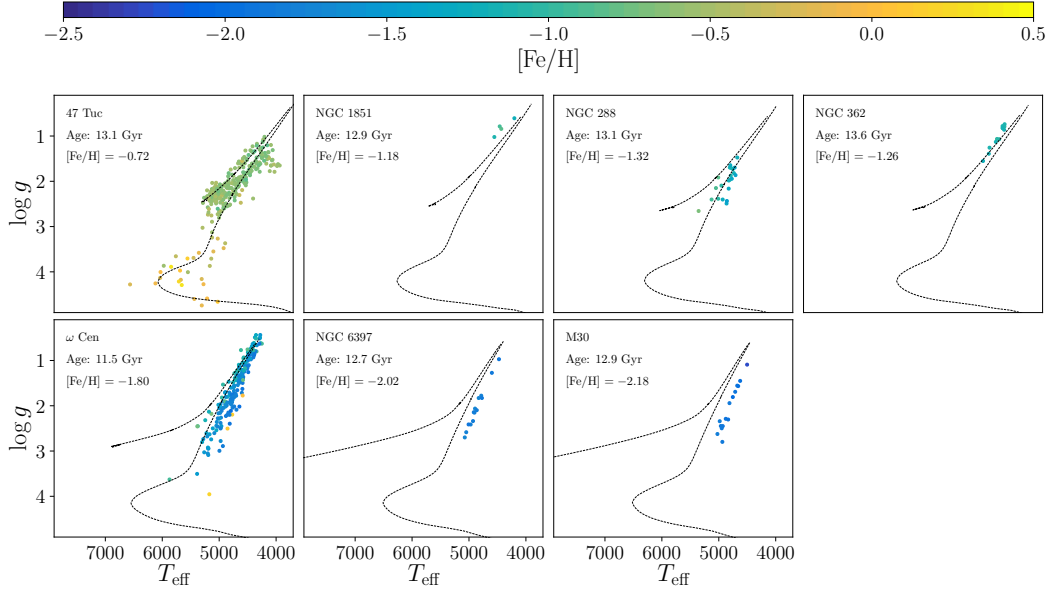 −2.5 −2.0 −1.5 −1.0 −0.5 0.0 0.5
[Fe/H]
47 Tuc
Age: 13.1 Gyr
[Fe/H] = −0.72
NGC 1851
Age: 12.9 Gyr
[Fe/H] = −1.18
NGC 288
Age: 13.1 Gyr
[Fe/H] = −1.32
NGC 362
Age: 13.6 Gyr
[Fe/H] = −1.26
1
2
3
4
log g
ω Cen
Age: 11.5 Gyr
[Fe/H] = −1.80
NGC 6397
Age: 12.7 Gyr
[Fe/H] = −2.02
M30
Age: 12.9 Gyr
[Fe/H] = −2.18
1
2
3
4
log g
7000 6000 5000 4000
7000 6000 5000 4000
7000 6000 5000 4000
Teff
Teff
Teff